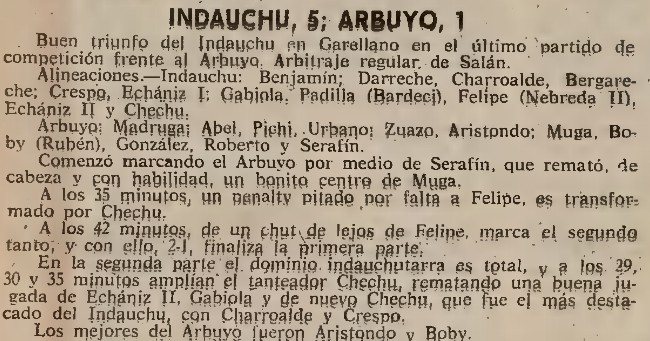 INDAUCHU, 5; ARBUYO, 1
Buen triunfo del Indauchu en Garellano en el último partido de
competición frente al Arbuyo. Arbitraje regular de Salán.
Alineaciones.—Indauchu: Benjamín; Darreche, Charroalde, Bergare-
che; Crespo, Echániz I; Gabiola, Padilla (Bardeci), Felipe (Nebreda II),
Echániz II y Chechu.
Arbuyo: Madruga; Abel, Pichi, Urbano; Zuazo, Aristondo; Muga, Bo-
by (Rubén), González, Roberto y Serafín.
Comenzó marcando el Arbuyo por medio de Serafín, que remató, de
cabeza y con habilidad, un bonito centro de Muga.
A los 35 minutos, un penalty pitado por falta a Felipe, es transfor-
mado por Chechu.
A los 42 minutos, de un chut de lejos de Felipe, marca el segundo
tanto, y con ello, 2-1, finaliza la primera parte.
En la segunda parte el dominio indauchutarra es total, y a los 29,
30 y 35 minutos amplían el tanteador Chechu, rematando una buena ju-
gada de Echániz II, Gabiola y de nuevo Chechu, que fue el más desta-
cado del Indauchu, con Charroalde y Crespo.
Los mejores del Arbuyo fueron Aristondo y Boby.